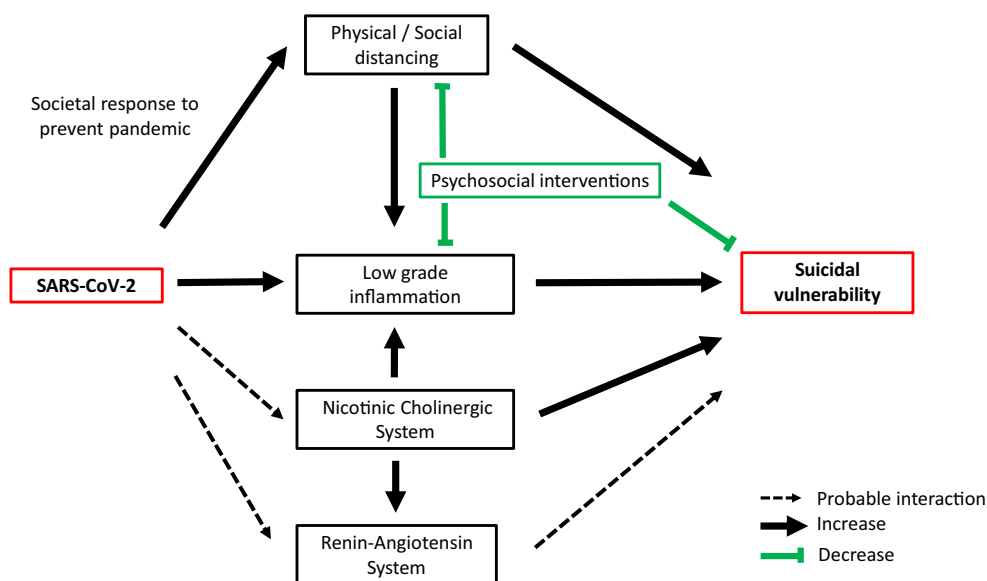 Physical / Social
distancing
Societal response to
prevent pandemic
Psychosocial interventions
SARS-CoV-2
Low grade
inflammation
Suicidal
vulnerability
Nicotinic Cholinergic
System
Renin-Angiotensin
System
Probable interaction
Increase
Decrease